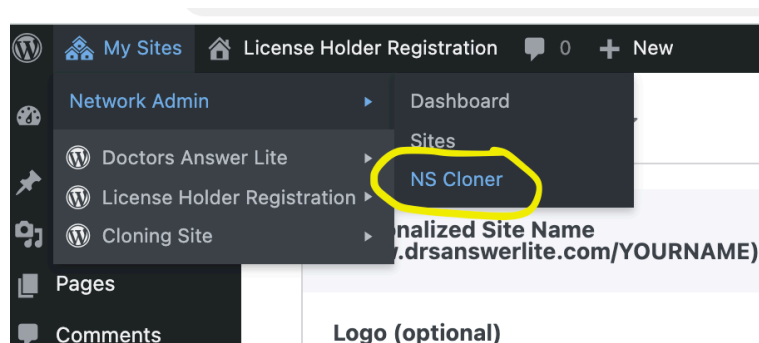 My Sites License Holder Registration 0 New
Network Admin Dashboard
Sites
Doctors Answer Lite
NS Cloner
License Holder Registration
Cloning Site
nalized Site Name
.drsanswerlite.com/YOURNAME)
Pages
Comments Logo (optional)